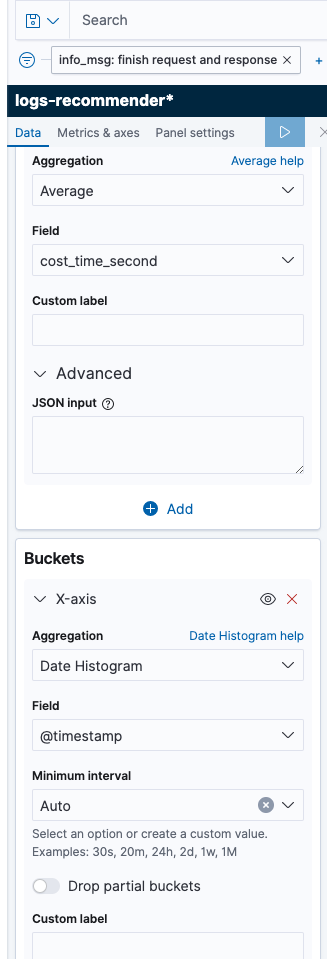 Search
info_msg: finish request and response
logs-recommender*
Data Metrics & axes Panel settings
Aggregation Average help
Average
Field
cost_time_second
Custom label
Advanced
JSON input
Add
Buckets
X-axis
Aggregation Date Histogram help
Date Histogram
Field
@timestamp
Minimum interval
Auto
Select an option or create a custom value.
Examples: 30s, 20m, 24h, 2d, 1w, 1M
Drop partial buckets
Custom label